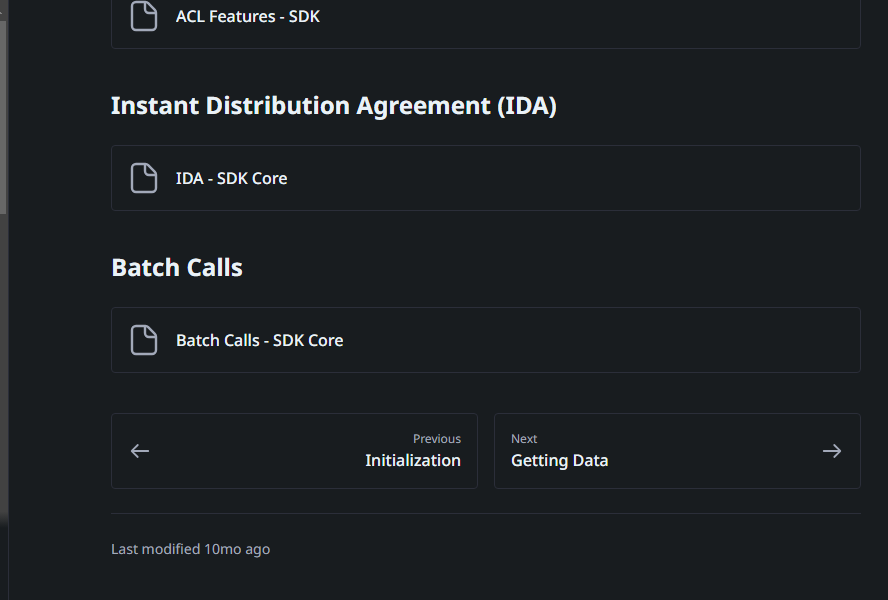 ACL Features - SDK
Instant Distribution Agreement (IDA)
IDA - SDK Core
Batch Calls
Batch Calls - SDK Core
Previous
Initialization
Next
Getting Data
Last modified 10mo ago